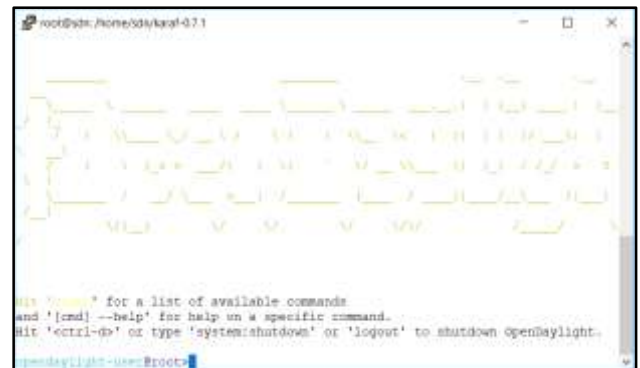 root@sdn: /home/sdn/karaf-0.7.1
Hit '<tab>' for a list of available commands
and '[cmd] --help' for help on a specific command.
Hit '<ctrl-d>' or type 'system:shutdown' or 'logout' to shutdown OpenDaylight.
opendaylight-user@root>